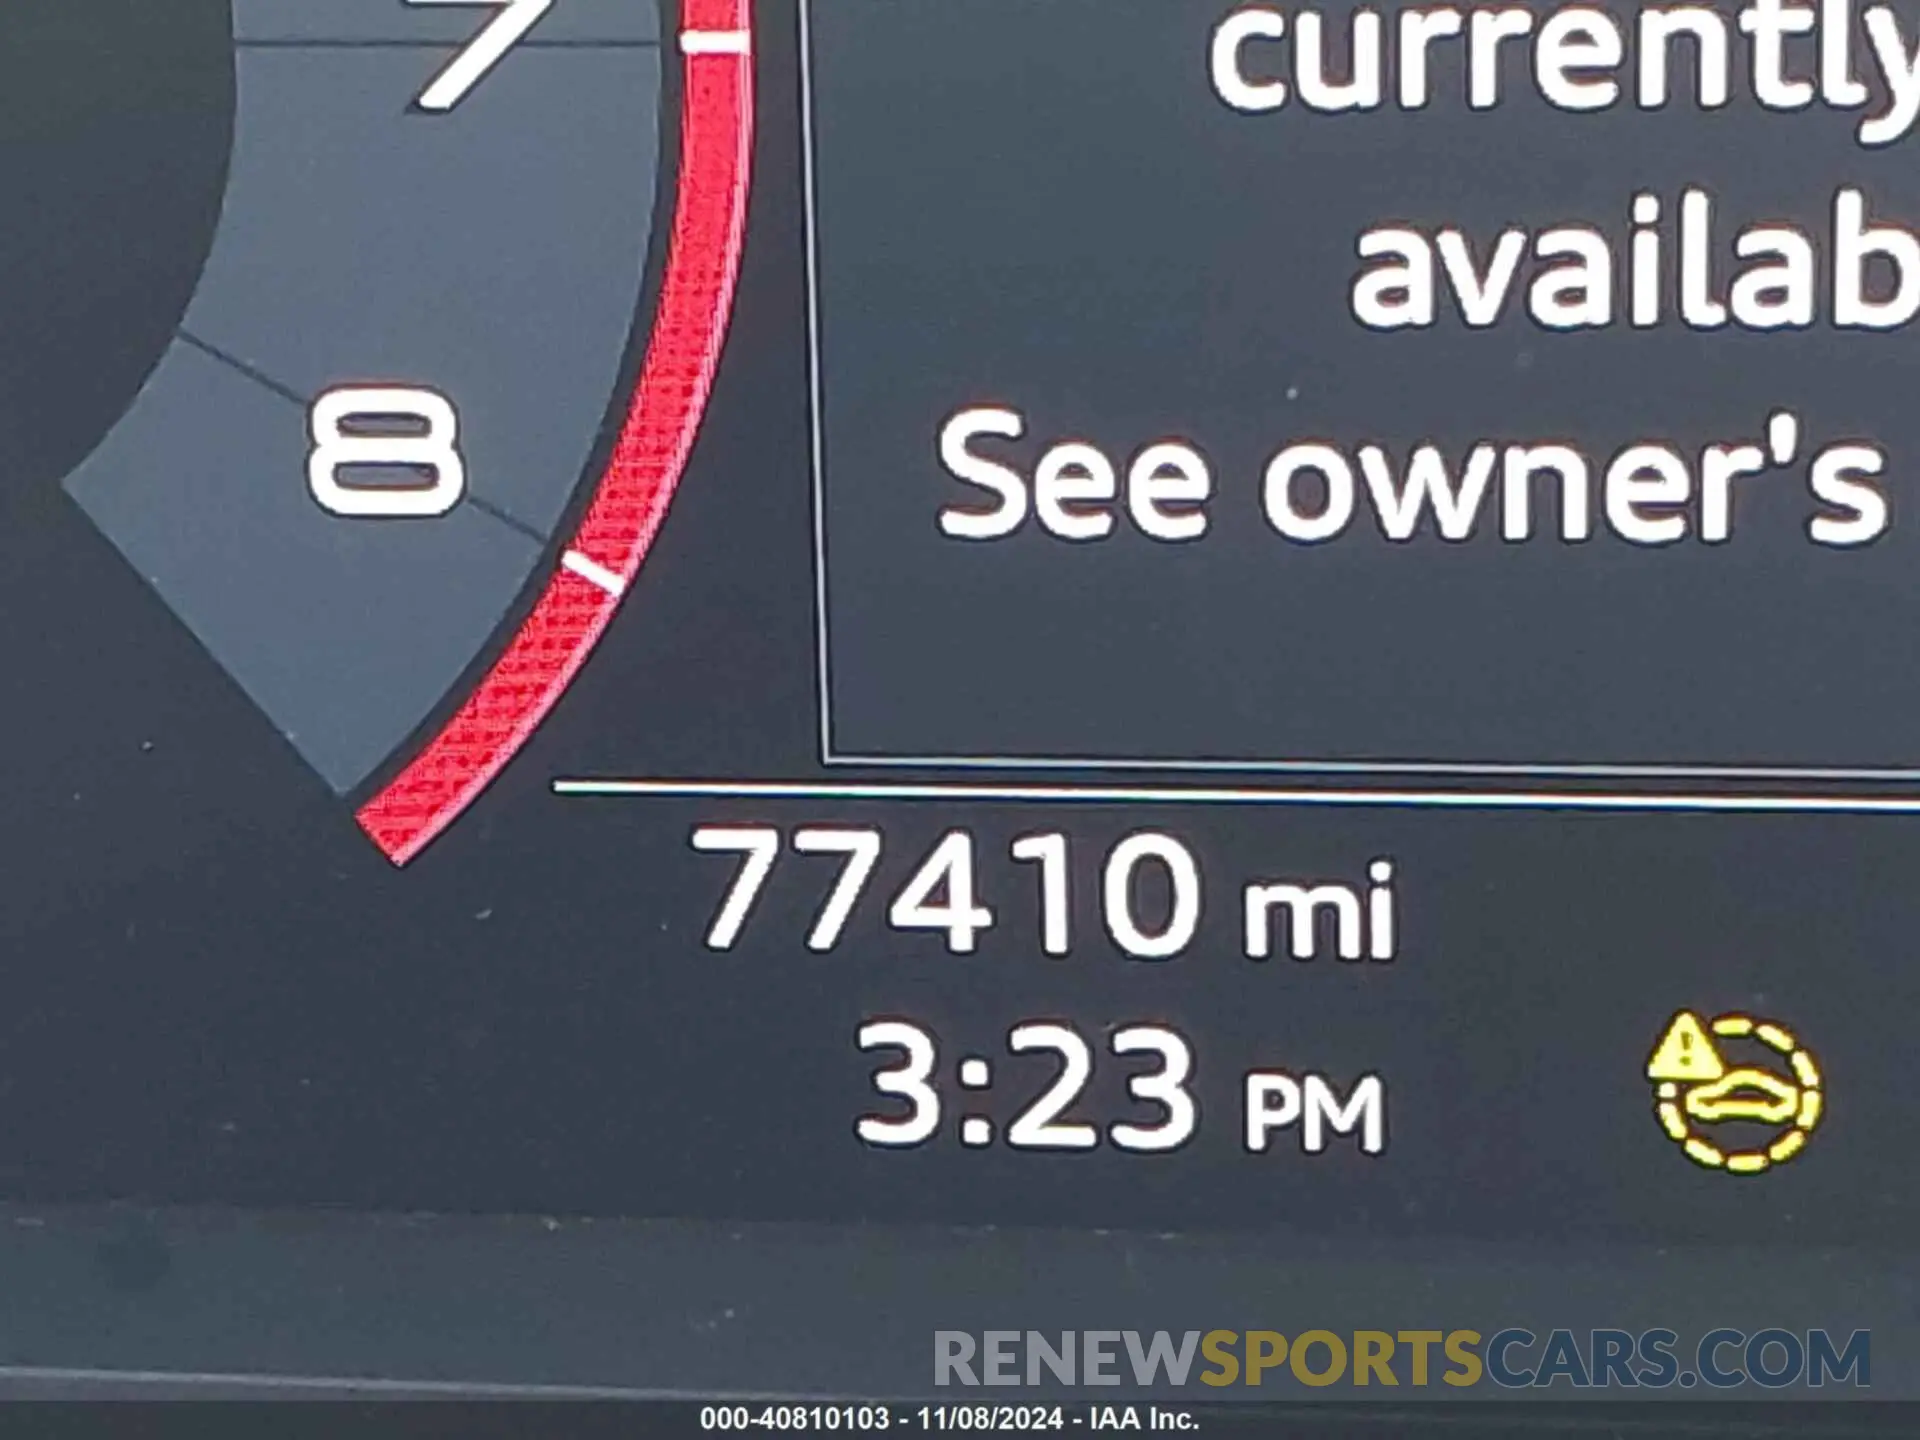 7
currently
availab
8
See owner's
77410 mi
3:23 PM
RENEWSPORTSCARS.COM
000-40810103 - 11/08/2024 - IAA Inc.